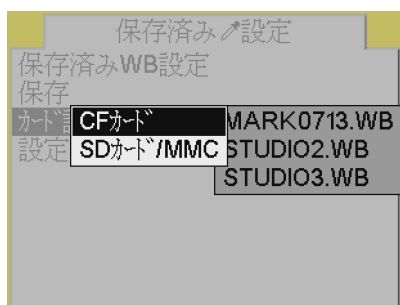 保存済み 設定
保存済みWB設定
保存
ｶｰﾄﾞ
設定
CFｶｰﾄﾞ
SDｶｰﾄﾞ/MMC
MARK0713.WB
STUDIO2.WB
STUDIO3.WB